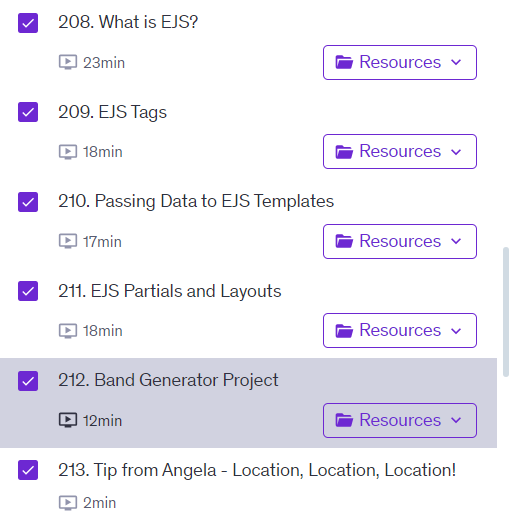 208. What is EJS?
23min
Resources
209. EJS Tags
18min
Resources
210. Passing Data to EJS Templates
17min
Resources
211. EJS Partials and Layouts
18min
Resources
212. Band Generator Project
12min
Resources
213. Tip from Angela - Location, Location, Location!
2min